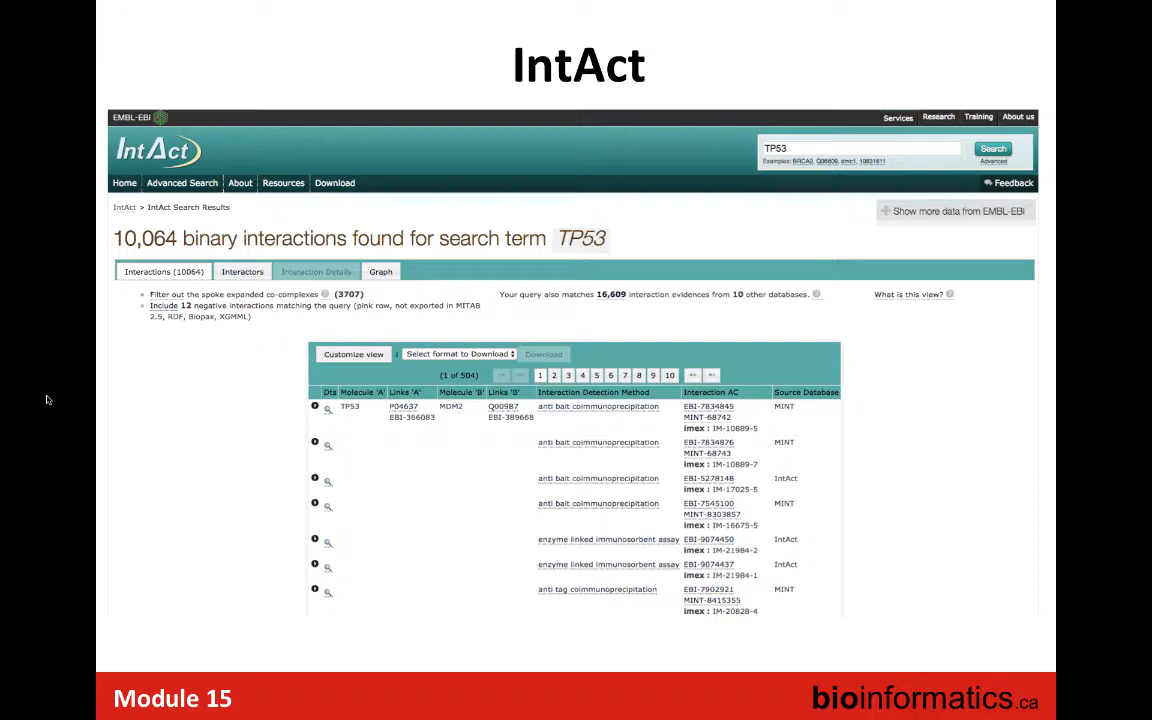 IntAct
EMBL-EBI
Services Research Training About us
IntAct
TP53 Search
Examples: BRCA2, Q06609, dmc1, 10831611 Advanced
Home Advanced Search About Resources Download Feedback
IntAct > IntAct Search Results
Show more data from EMBL-EBI
10,064 binary interactions found for search term TP53
Interactions (10064) Interactors Interaction Details Graph
Filter out the spoke expanded co-complexes (3707)
Include 12 negative interactions matching the query (pink row, not exported in MITAB
2.5, RDF, Biopax, XGMML)
Your query also matches 16,609 interaction evidences from 10 other databases.
What is this view?
Customize view : Select format to Download Download
(1 of 504) 1 2 3 4 5 6 7 8 9 10
Dts Molecule 'A' Links 'A' Molecule 'B' Links 'B' Interaction Detection Method Interaction AC Source Database
TP53 P04637 MDM2 Q00987 anti bait coimmunoprecipitation EBI-7834845 MINT
EBI-366083 EBI-389668 MINT-68742
imex : IM-10889-5
anti bait coimmunoprecipitation EBI-7834876 MINT
MINT-68743
imex : IM-10889-7
anti bait coimmunoprecipitation EBI-5278148 IntAct
imex : IM-17025-5
anti bait coimmunoprecipitation EBI-7545100 MINT
MINT-8303857
imex : IM-16675-5
enzyme linked immunosorbent assay EBI-9074450 IntAct
imex : IM-21984-2
enzyme linked immunosorbent assay EBI-9074437 IntAct
imex : IM-21984-1
anti tag coimmunoprecipitation EBI-7902921 MINT
MINT-8415355
imex : IM-20828-4
Module 15
bioinformatics.ca